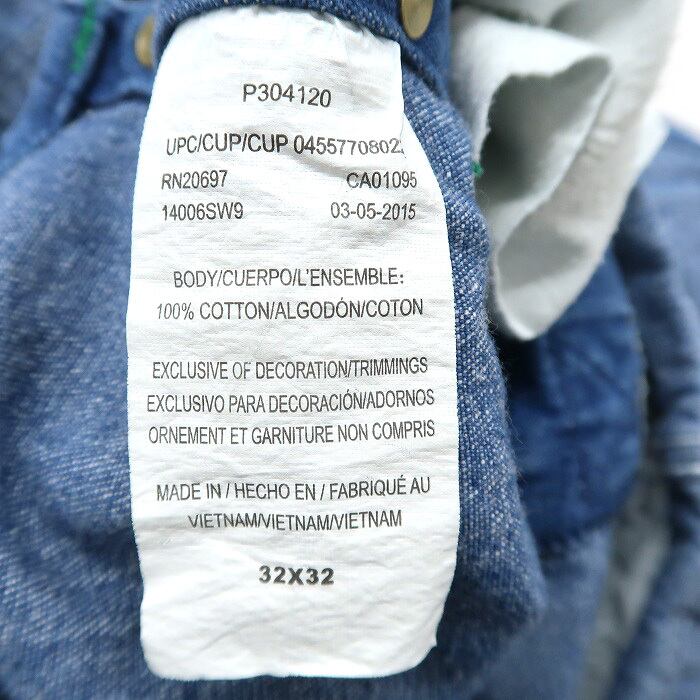 P304120
UPC/CUP/CUP 0455770802
RN20697 CA01095
14006SW9 03-05-2015
BODY/CUERPO/L'ENSEMBLE:
100% COTTON/ALGODÓN/COTON
EXCLUSIVE OF DECORATION/TRIMMINGS
EXCLUSIVO PARA DECORACIÓN/ADORNOS
ORNEMENT ET GARNITURE NON COMPRIS
MADE IN / HECHO EN / FABRIQUÉ AU
VIETNAM/VIETNAM/VIETNAM
32X32